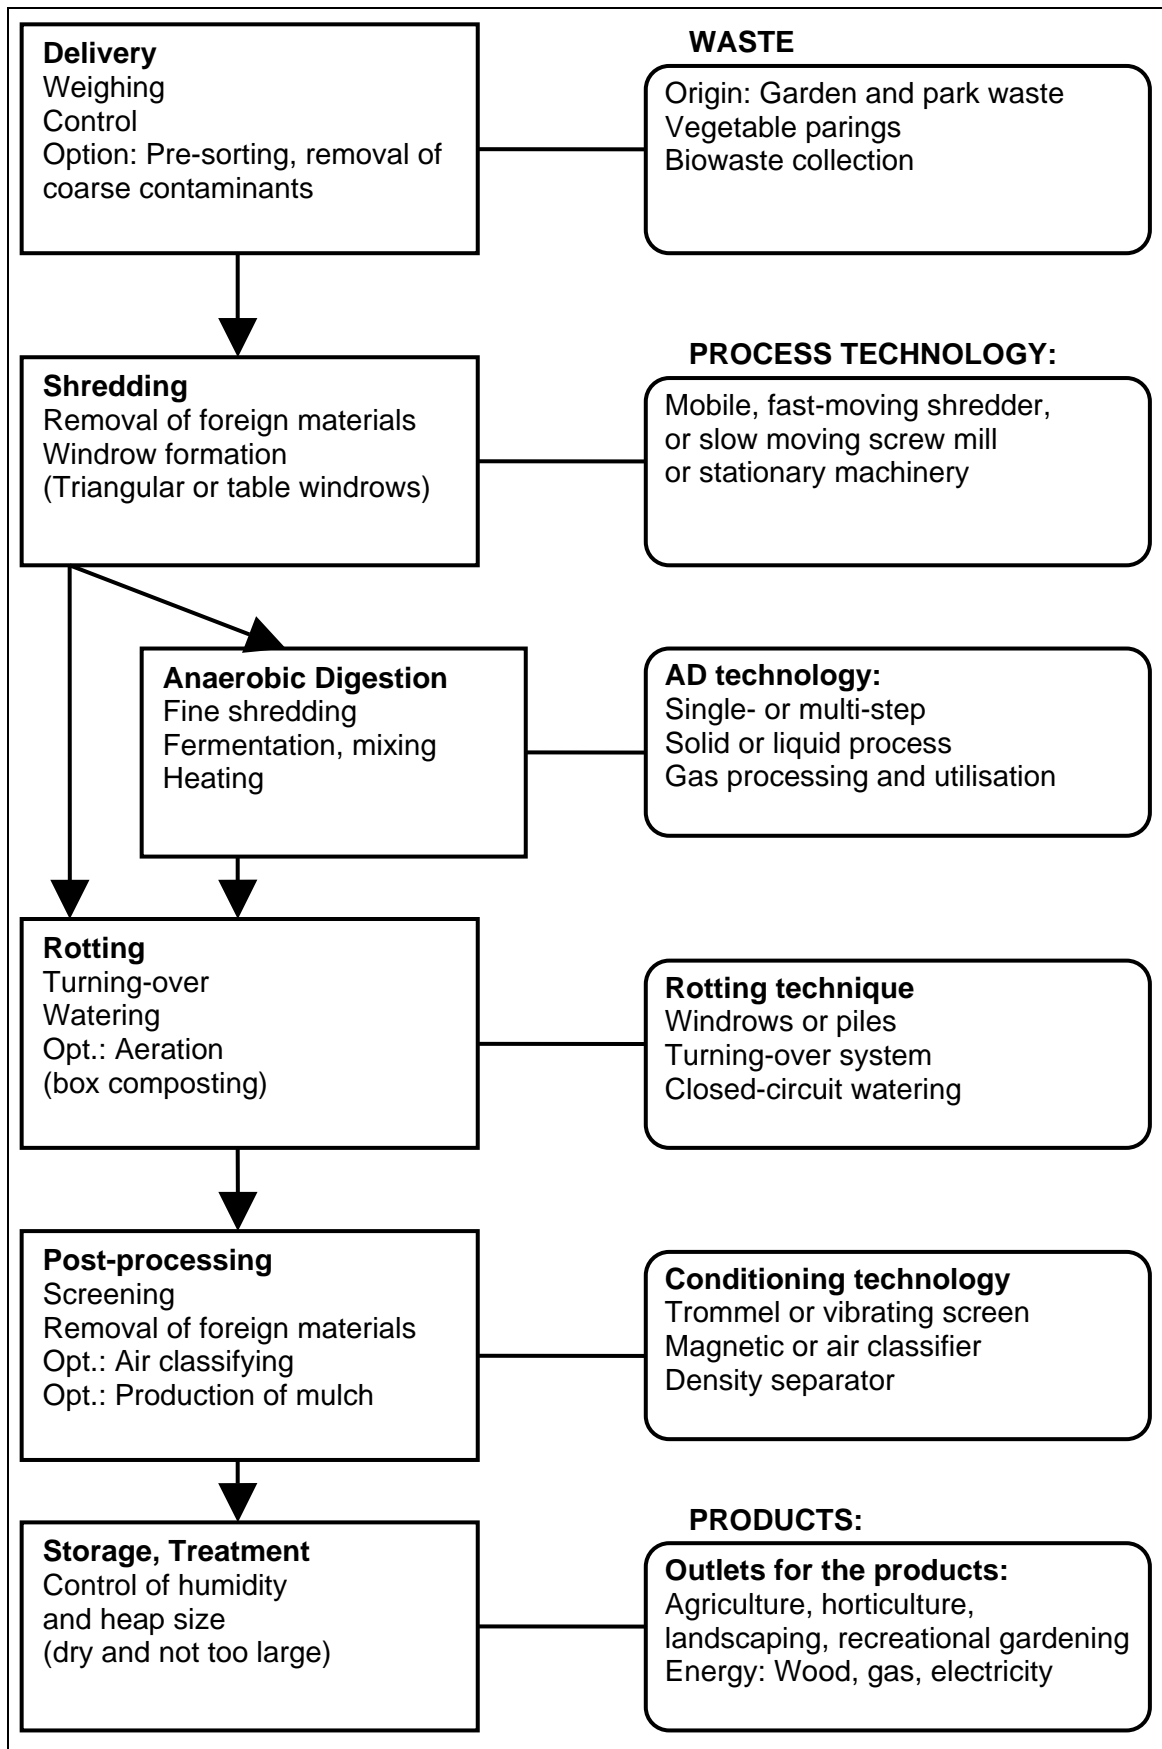 Delivery
Weighing
Control
Option: Pre-sorting, removal of
coarse contaminants
WASTE
Origin: Garden and park waste
Vegetable parings
Biowaste collection
Shredding
Removal of foreign materials
Windrow formation
(Triangular or table windrows)
PROCESS TECHNOLOGY:
Mobile, fast-moving shredder,
or slow moving screw mill
or stationary machinery
Anaerobic Digestion
Fine shredding
Fermentation, mixing
Heating
AD technology:
Single- or multi-step
Solid or liquid process
Gas processing and utilisation
Rotting
Turning-over
Watering
Opt.: Aeration
(box composting)
Rotting technique
Windrows or piles
Turning-over system
Closed-circuit watering
Post-processing
Screening
Removal of foreign materials
Opt.: Air classifying
Opt.: Production of mulch
Conditioning technology
Trommel or vibrating screen
Magnetic or air classifier
Density separator
Storage, Treatment
Control of humidity
and heap size
(dry and not too large)
PRODUCTS:
Outlets for the products:
Agriculture, horticulture,
landscaping, recreational gardening
Energy: Wood, gas, electricity